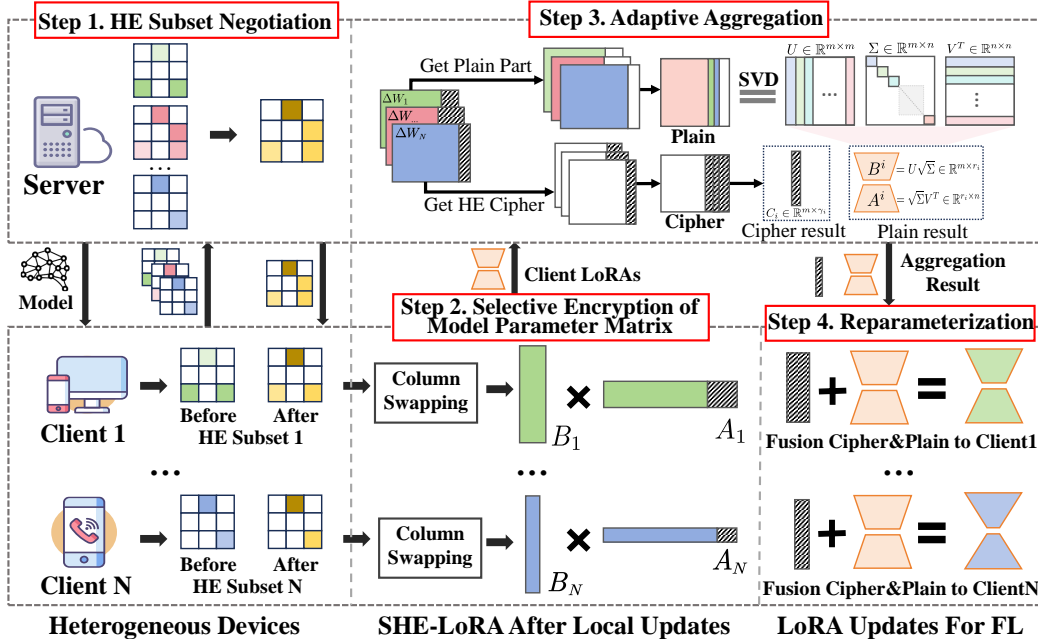 Step 1. HE Subset Negotiation
Server
...
Step 3. Adaptive Aggregation
Get Plain Part
ΔW_1
ΔW_...
ΔW_N
Get HE Cipher
Plain
Cipher
SVD
U ∈ ℝ^{m×m}
Σ ∈ ℝ^{m×n}
V^T ∈ ℝ^{n×n}
...
⋮
C_i ∈ ℝ^{m×γ_i}
Cipher result
B^i = U√Σ ∈ ℝ^{m×r_i}
A^i = √ΣV^T ∈ ℝ^{r_i×n}
Plain result
Model
Client LoRAs
Aggregation
Result
Step 2. Selective Encryption of
Model Parameter Matrix
Step 4. Reparameterization
Client 1
Before
After
HE Subset 1
Column
Swapping
B_1
×
A_1
+
=
Fusion Cipher&Plain to Client1
...
...
...
Client N
Before
After
HE Subset N
Column
Swapping
B_N
×
A_N
+
=
Fusion Cipher&Plain to ClientN
Heterogeneous Devices
SHE-LoRA After Local Updates
LoRA Updates For FL